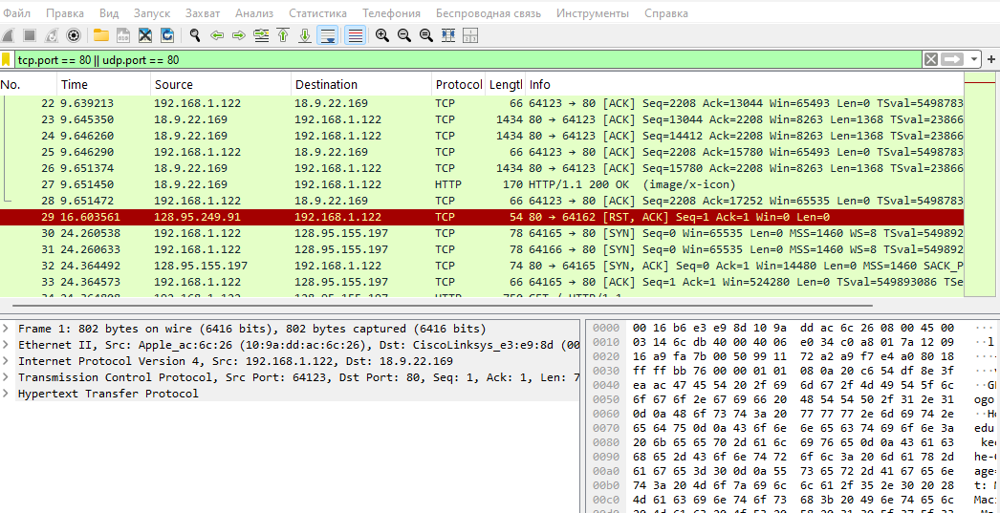 Файл Правка Вид Запуск Захват Анализ Статистика Телефония Беспроводная связь Инструменты Справка
tcp.port == 80 || udp.port == 80
No. Time Source Destination Protocol Lengtl Info
22 9.639213 192.168.1.122 18.9.22.169 TCP 66 64123 → 80 [ACK] Seq=2208 Ack=13044 Win=65493 Len=0 TSval=5498783
23 9.645350 18.9.22.169 192.168.1.122 TCP 1434 80 → 64123 [ACK] Seq=13044 Ack=2208 Win=8263 Len=1368 TSval=23866
24 9.646260 18.9.22.169 192.168.1.122 TCP 1434 80 → 64123 [ACK] Seq=14412 Ack=2208 Win=8263 Len=1368 TSval=23866
25 9.646290 192.168.1.122 18.9.22.169 TCP 66 64123 → 80 [ACK] Seq=2208 Ack=15780 Win=65493 Len=0 TSval=5498783
26 9.651374 18.9.22.169 192.168.1.122 TCP 1434 80 → 64123 [ACK] Seq=15780 Ack=2208 Win=8263 Len=1368 TSval=23866
27 9.651450 18.9.22.169 192.168.1.122 HTTP 170 HTTP/1.1 200 OK (image/x-icon)
28 9.651472 192.168.1.122 18.9.22.169 TCP 66 64123 → 80 [ACK] Seq=2208 Ack=17252 Win=65535 Len=0 TSval=5498783
29 16.603561 128.95.249.91 192.168.1.122 TCP 54 80 → 64162 [RST, ACK] Seq=1 Ack=1 Win=0 Len=0
30 24.260538 192.168.1.122 128.95.155.197 TCP 78 64165 → 80 [SYN] Seq=0 Win=65535 Len=0 MSS=1460 WS=8 TSval=549892
31 24.260633 192.168.1.122 128.95.155.197 TCP 78 64166 → 80 [SYN] Seq=0 Win=65535 Len=0 MSS=1460 WS=8 TSval=549892
32 24.364492 128.95.155.197 192.168.1.122 TCP 74 80 → 64165 [SYN, ACK] Seq=0 Ack=1 Win=14480 Len=0 MSS=1460 SACK_P
33 24.364573 192.168.1.122 128.95.155.197 TCP 66 64165 → 80 [ACK] Seq=1 Ack=1 Win=524280 Len=0 TSval=549893086 TSe
Frame 1: 802 bytes on wire (6416 bits), 802 bytes captured (6416 bits)
Ethernet II, Src: Apple_ac:6c:26 (10:9a:dd:ac:6c:26), Dst: CiscoLinksys_e3:e9:8d (00
Internet Protocol Version 4, Src: 192.168.1.122, Dst: 18.9.22.169
Transmission Control Protocol, Src Port: 64123, Dst Port: 80, Seq: 1, Ack: 1, Len: 7
Hypertext Transfer Protocol
0000 00 16 b6 e3 e9 8d 10 9a dd ac 6c 26 08 00 45 00
0010 03 14 6c db 40 00 40 06 e0 34 c0 a8 01 7a 12 09
0020 16 a9 fa 7b 00 50 99 11 72 a2 a9 f7 e4 a0 80 18
0030 ff ff bb 76 00 00 01 01 08 0a 20 c6 54 df 8e 3f
0040 ea ac 47 45 54 20 2f 69 6d 67 2f 4d 49 54 5f 6c
0050 6f 67 6f 2e 67 69 66 20 48 54 54 50 2f 31 2e 31 ogo
0060 0d 0a 48 6f 73 74 3a 20 77 77 77 2e 6d 69 74 2e
0070 65 64 75 0d 0a 43 6f 6e 6e 65 63 74 69 6f 6e 3a edu
0080 20 6b 65 65 70 2d 61 6c 69 76 65 0d 0a 43 61 63 kee
0090 68 65 2d 43 6f 6e 74 72 6f 6c 3a 20 6d 61 78 2d he-C
00a0 61 67 65 3d 30 0d 0a 55 73 65 72 2d 41 67 65 6e age=
00b0 74 3a 20 4d 6f 7a 69 6c 6c 61 2f 35 2e 30 20 28 t: M
00c0 4d 61 63 69 6e 74 6f 73 68 3b 20 49 6e 74 65 6c Maci